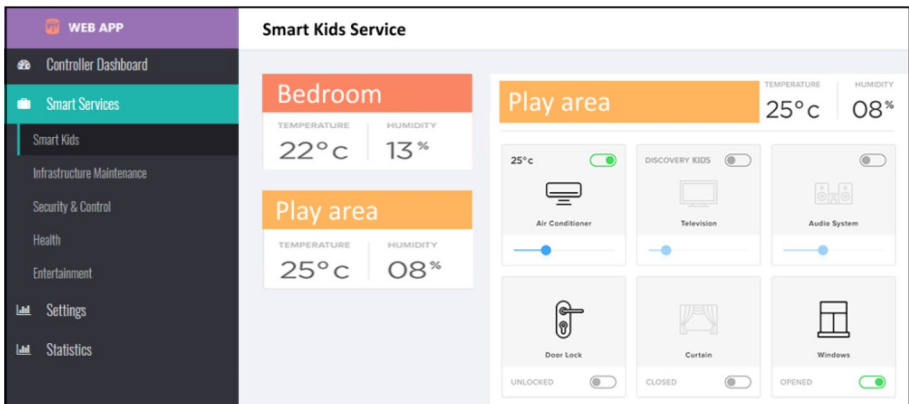 WEB APP
Controller Dashboard
Smart Services
Smart Kids
Infrastructure Maintenance
Security & Control
Health
Entertainment
Settings
Statistics
Smart Kids Service
Bedroom
TEMPERATURE HUMIDITY
22°c 13%
Play area
TEMPERATURE HUMIDITY
25°c 08%
Play area
TEMPERATURE HUMIDITY
25°c 08%
25°c
Air Conditioner
DISCOVERY KIDS
Television
Audio System
Door Lock
UNLOCKED
Curtain
CLOSED
Windows
OPENED